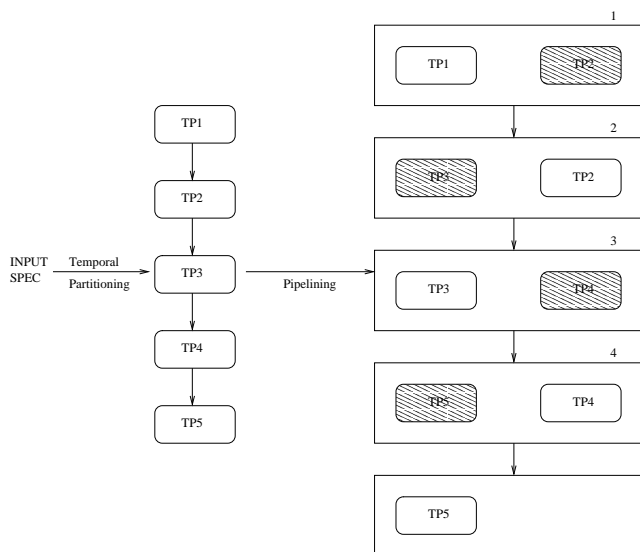 1
TP1 TP2
2
TP3 TP2
3
TP3 TP4
4
TP5 TP4
TP5
TP1
TP2
TP3
TP4
TP5
INPUT
SPEC
Temporal
Partitioning
Pipelining